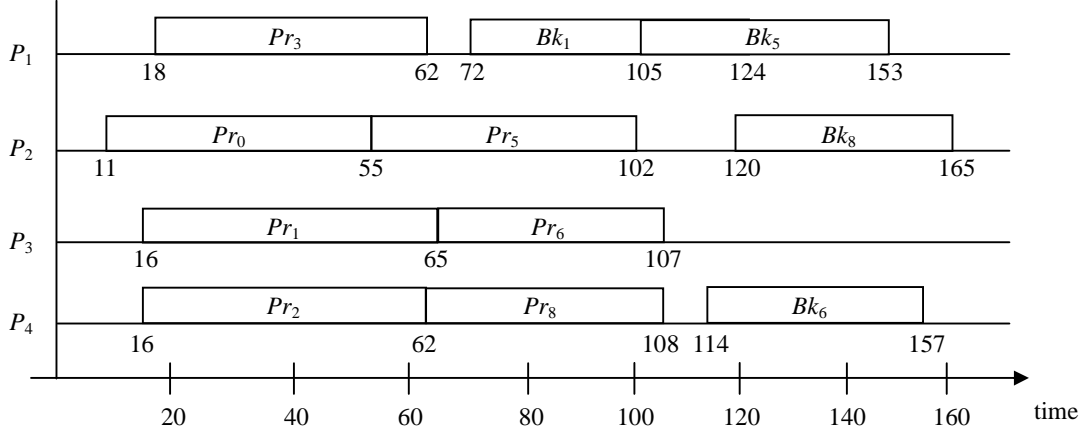 P1 Pr3 Bk1 Bk5
18 62 72 105 124 153
P2 Pr0 Pr5 Bk8
11 55 102 120 165
P3 Pr1 Pr6
16 65 107
P4 Pr2 Pr8 Bk6
16 62 108 114 157
20 40 60 80 100 120 140 160 time